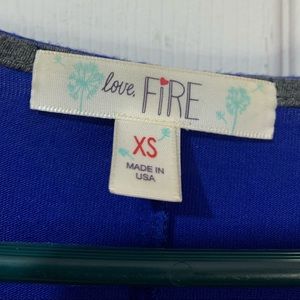 love, FiRE
XS
MADE IN
USA